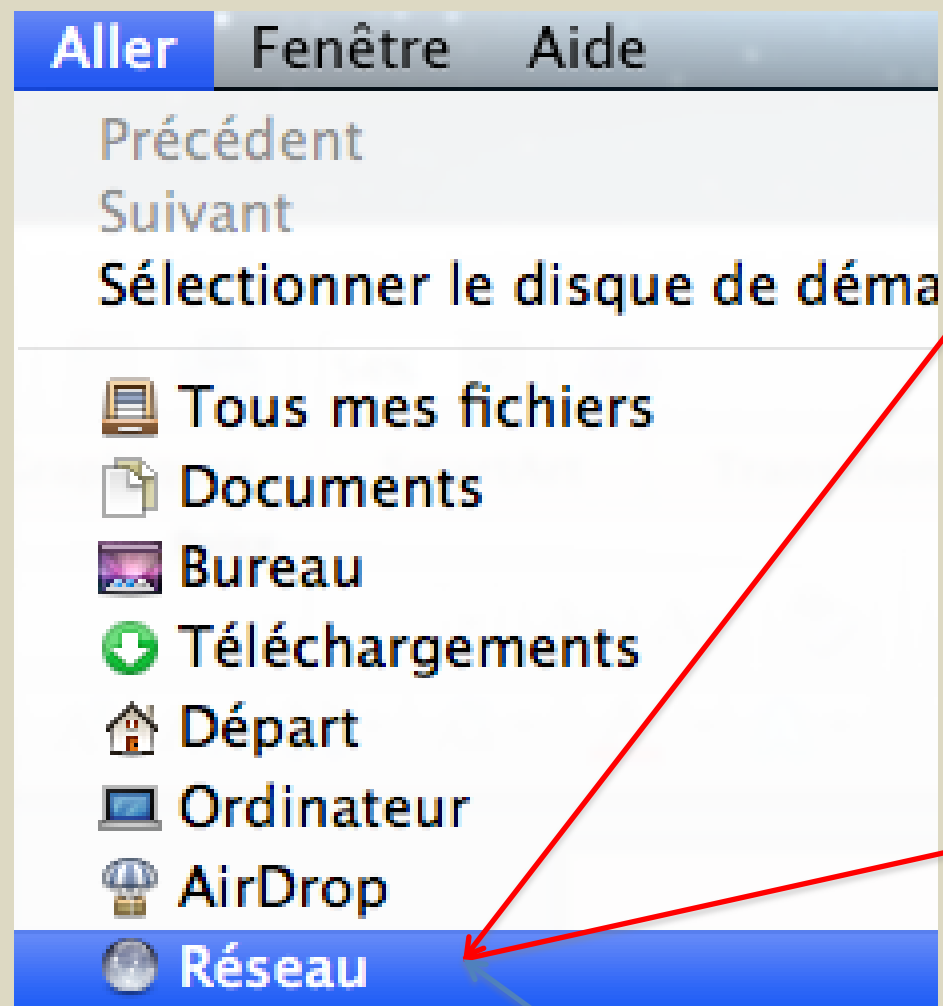 Aller Fenêtre Aide
Précédent
Suivant
Sélectionner le disque de déma
Tous mes fichiers
Documents
Bureau
Téléchargements
Départ
Ordinateur
AirDrop
Réseau